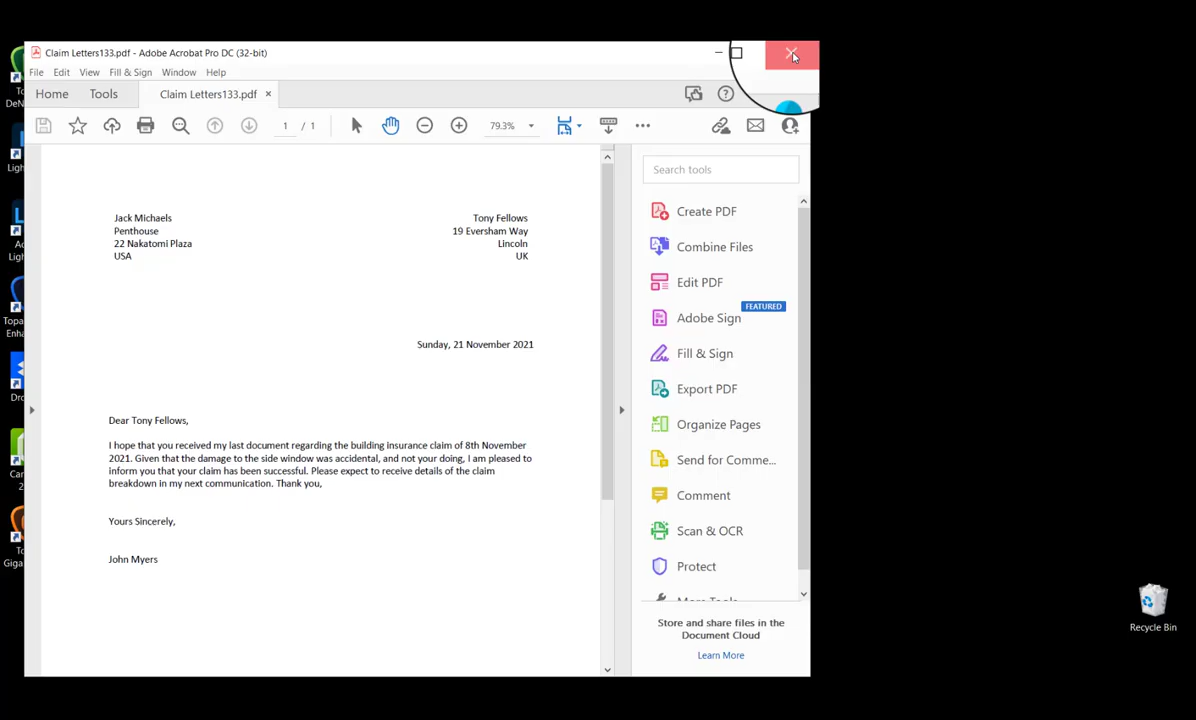 Claim Letters133.pdf - Adobe Acrobat Pro DC (32-bit)
File Edit View Fill & Sign Window Help
Home Tools Claim Letters133.pdf
1 / 1 79.3%
Search tools
Jack Michaels
Penthouse
22 Nakatomi Plaza
USA
Tony Fellows
19 Eversham Way
Lincoln
UK
Sunday, 21 November 2021
Dear Tony Fellows,
I hope that you received my last document regarding the building insurance claim of 8th November
2021. Given that the damage to the side window was accidental, and not your doing, I am pleased to
inform you that your claim has been successful. Please expect to receive details of the claim
breakdown in my next communication. Thank you,
Yours Sincerely,
John Myers
Create PDF
Combine Files
Edit PDF
FEATURED
Adobe Sign
Fill & Sign
Export PDF
Organize Pages
Send for Comme...
Comment
Scan & OCR
Protect
Store and share files in the
Document Cloud
Learn More
Recycle Bin